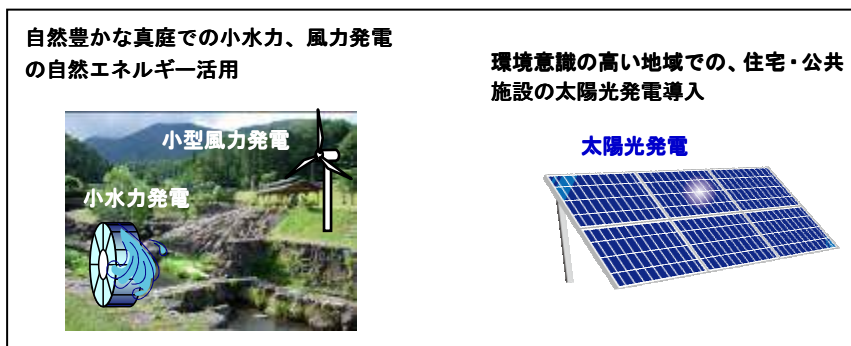 自然豊かな真庭での小水力、風力発電
の自然エネルギー活用
小型風力発電
小水力発電
環境意識の高い地域での、住宅・公共
施設の太陽光発電導入
太陽光発電